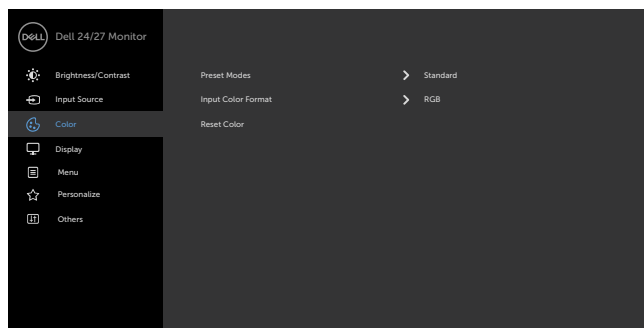 DELL Dell 24/27 Monitor
Brightness/Contrast
Input Source
Color
Display
Menu
Personalize
Others
Preset Modes Standard
Input Color Format RGB
Reset Color